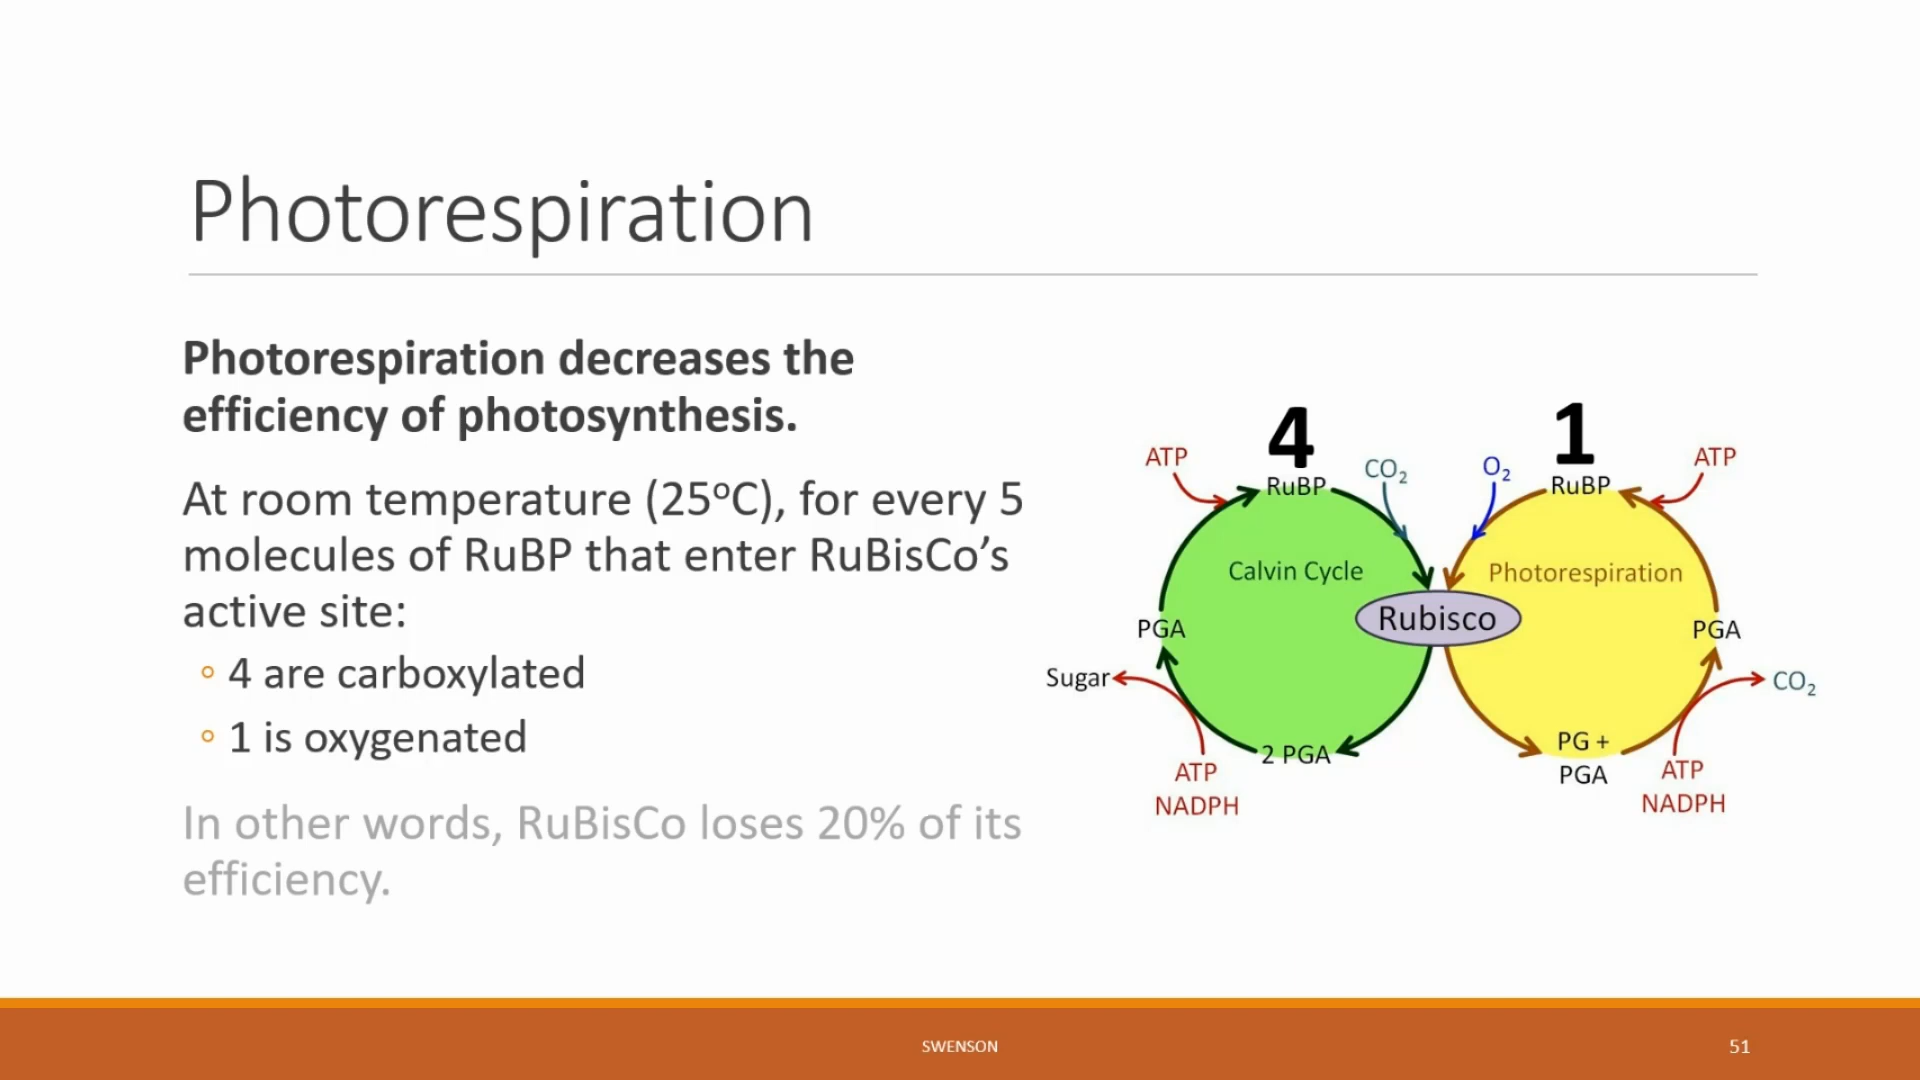 Photorespiration
Photorespiration decreases the
efficiency of photosynthesis.
At room temperature (25ºC), for every 5
molecules of RuBP that enter RuBisCo’s
active site:
◦ 4 are carboxylated
◦ 1 is oxygenated
In other words, RuBisCo loses 20% of its
efficiency.
4
1
ATP
RuBP
CO₂
O₂
RuBP
ATP
Calvin Cycle
Photorespiration
Rubisco
PGA
PGA
Sugar
CO₂
2 PGA
PG +
PGA
ATP
NADPH
ATP
NADPH
SWENSON
51